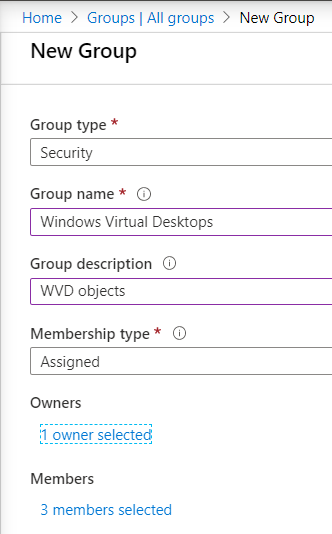 Home > Groups | All groups > New Group
New Group
Group type *
Security
Group name *
Windows Virtual Desktops
Group description
WVD objects
Membership type *
Assigned
Owners
1 owner selected
Members
3 members selected